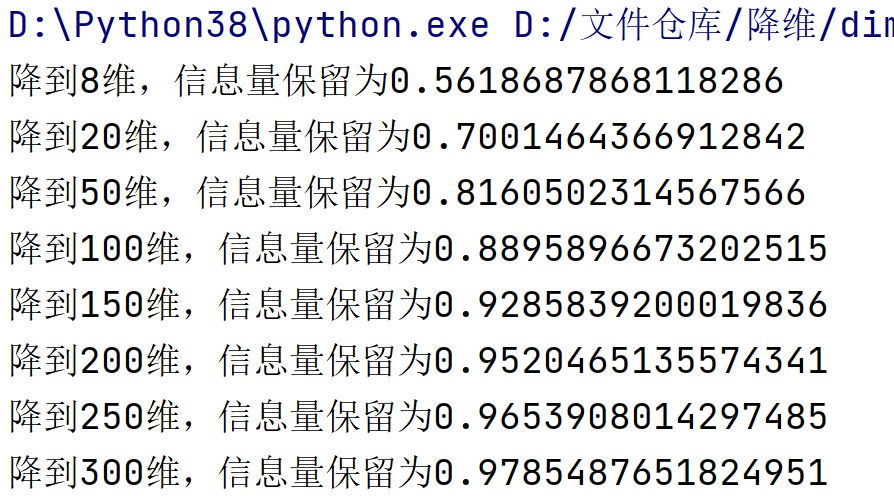 D:\Python38\python.exe D:/文件仓库/降维/dim
降到8维，信息量保留为0.5618687868118286
降到20维，信息量保留为0.7001464366912842
降到50维，信息量保留为0.8160502314567566
降到100维，信息量保留为0.8895896673202515
降到150维，信息量保留为0.9285839200019836
降到200维，信息量保留为0.9520465135574341
降到250维，信息量保留为0.9653908014297485
降到300维，信息量保留为0.9785487651824951